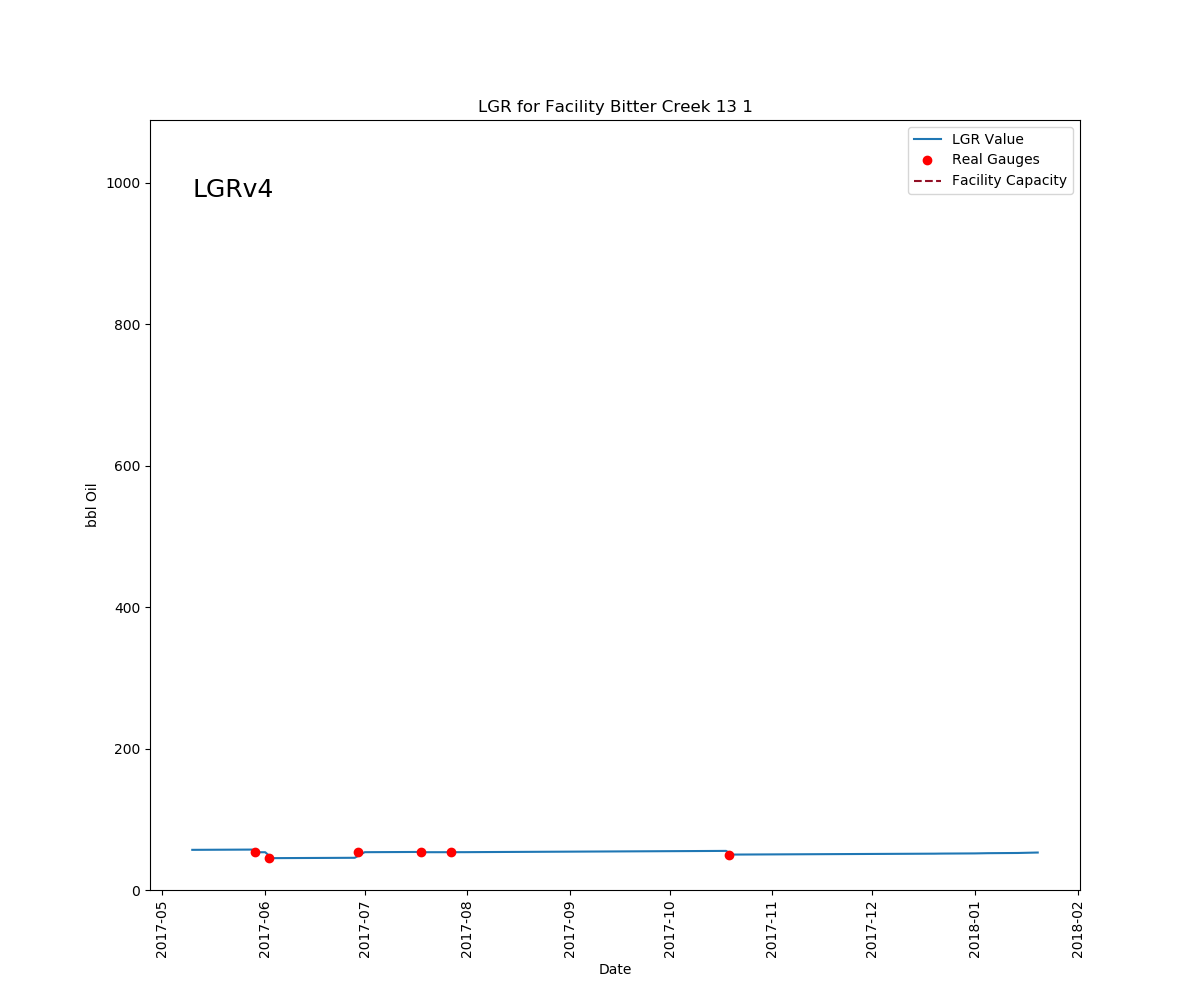 LGR for Facility Bitter Creek 13 1
LGR Value
Real Gauges
Facility Capacity
LGRv4
1000
800
600
400
200
0
bbl Oil
2017-05
2017-06
2017-07
2017-08
2017-09
2017-10
2017-11
2017-12
2018-01
2018-02
Date